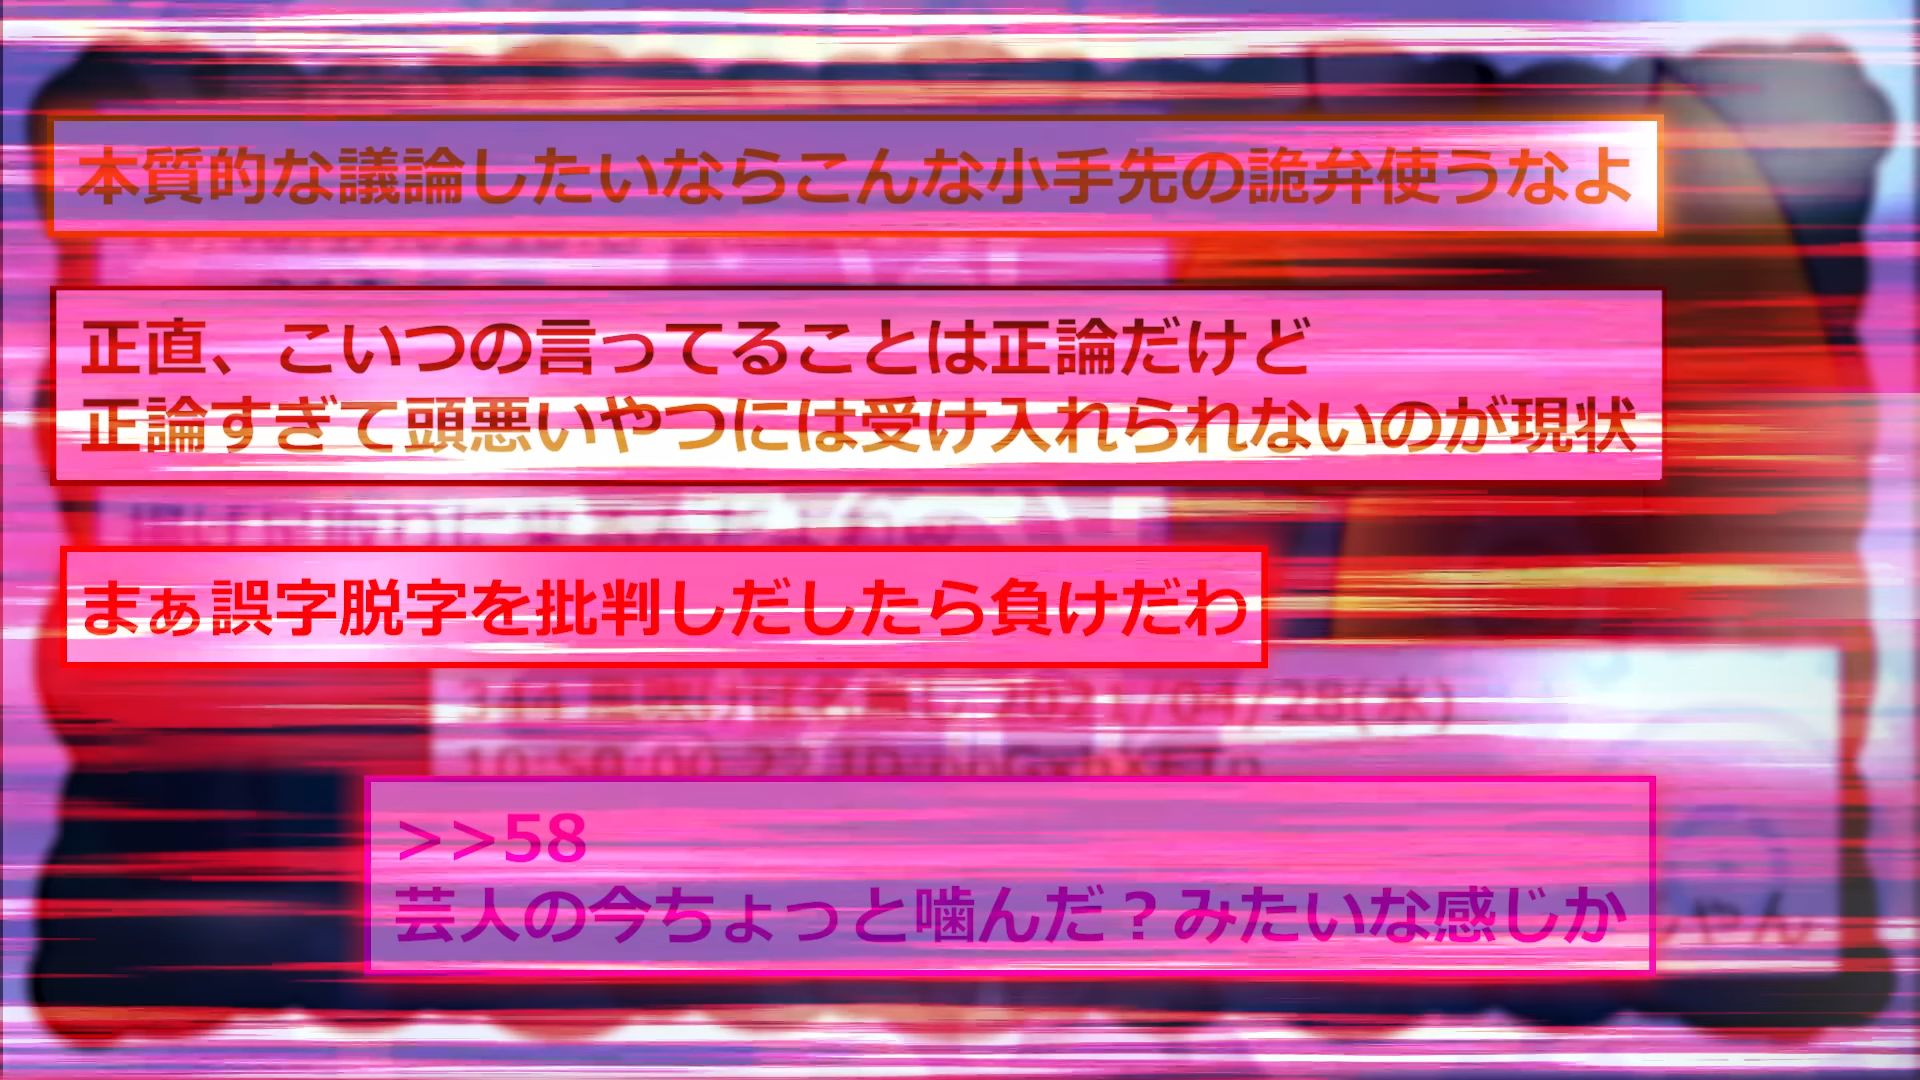 本質的な議論したいならこんな小手先の詭弁使うなよ
正直、こいつの言ってることは正論だけど
正論すぎて頭悪いやつには受け入れられないのが現状
まぁ誤字脱字を批判しだしたら負けだわ
2021/04/28(水)
>>58
芸人の今ちょっと噛んだ？みたいな感じか